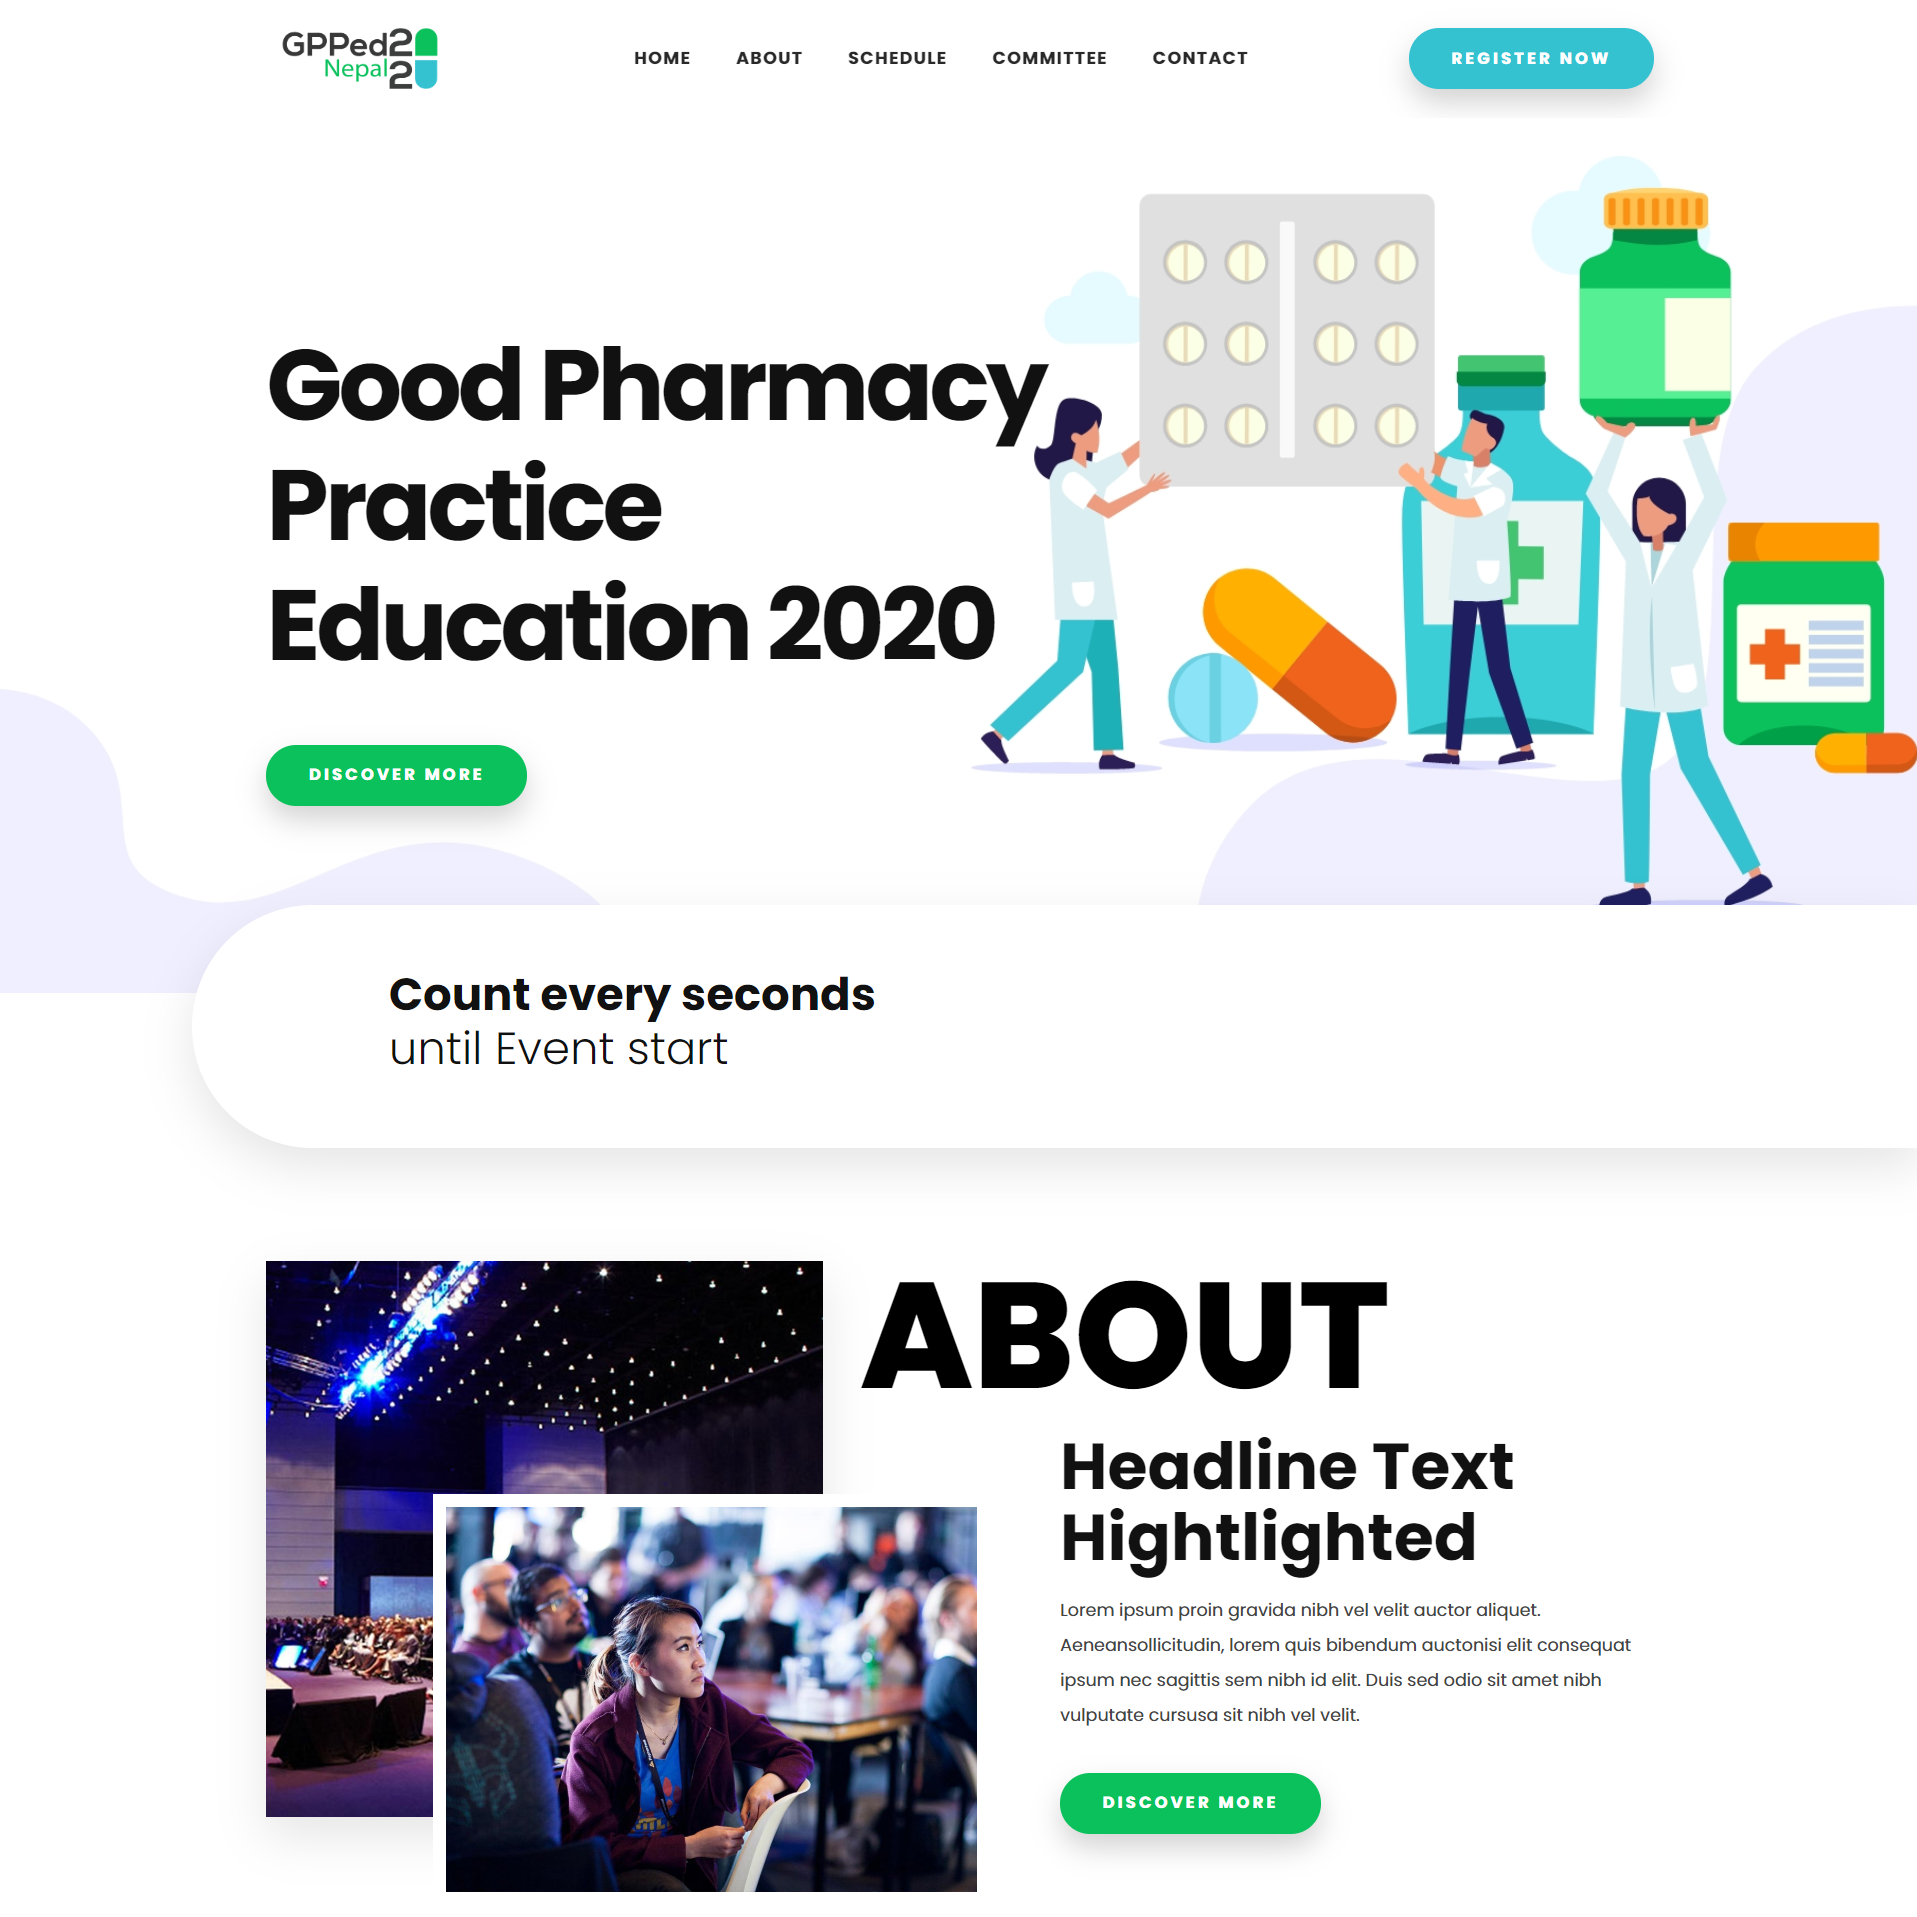 GPPed2
Nepal 2
HOME ABOUT SCHEDULE COMMITTEE CONTACT
REGISTER NOW
Good Pharmacy
Practice
Education 2020
DISCOVER MORE
Count every seconds
until Event start
ABOUT
Headline Text
Hightlighted
Lorem ipsum proin gravida nibh vel velit auctor aliquet.
Aeneansollicitudin, lorem quis bibendum auctonisi elit consequat
ipsum nec sagittis sem nibh id elit. Duis sed odio sit amet nibh
vulputate cursusa sit nibh vel velit.
DISCOVER MORE